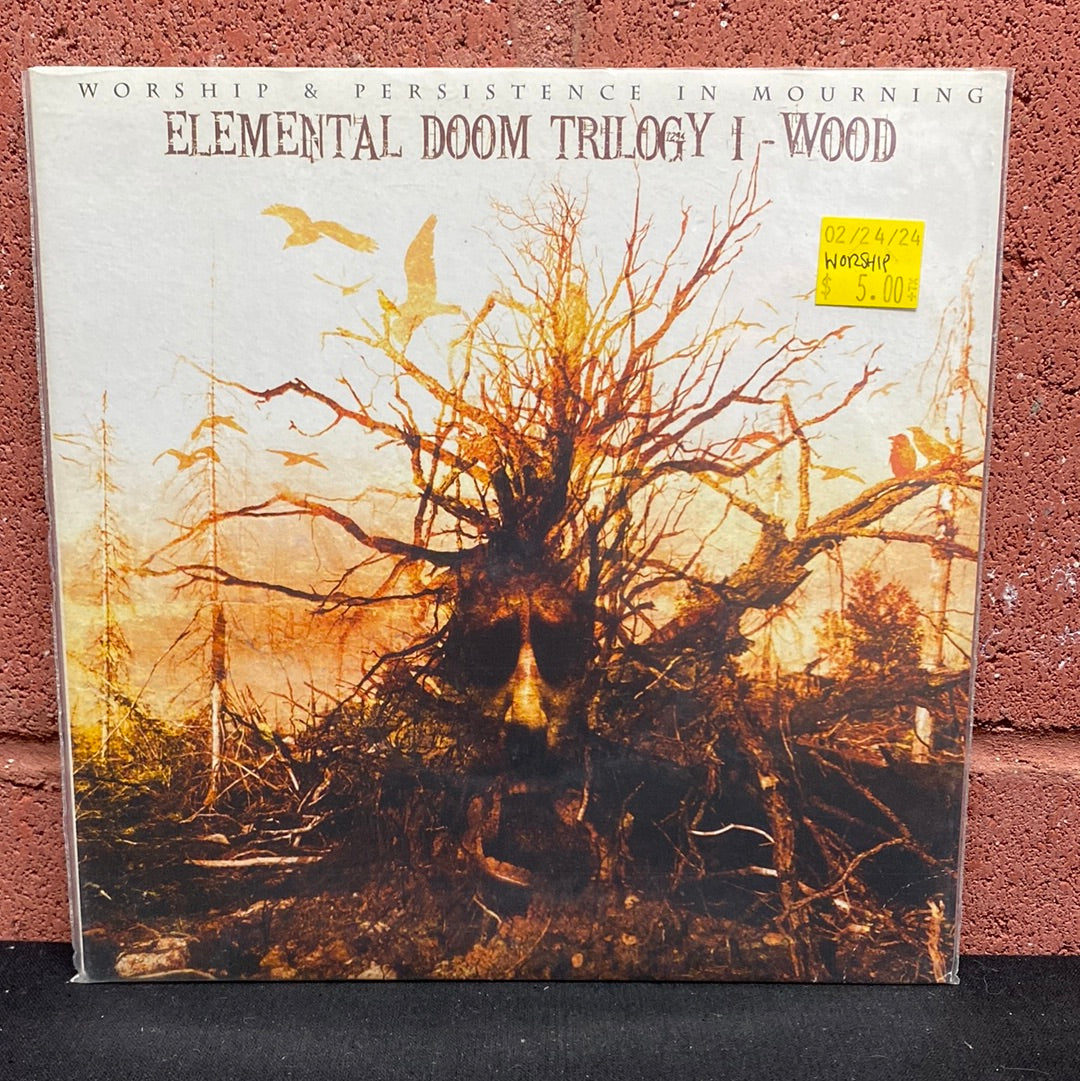 WORSHIP & PERSISTENCE IN MOURNING
ELEMENTAL DOOM TRILOGY I - WOOD
02/24/24
WORSHIP
$ 5.00